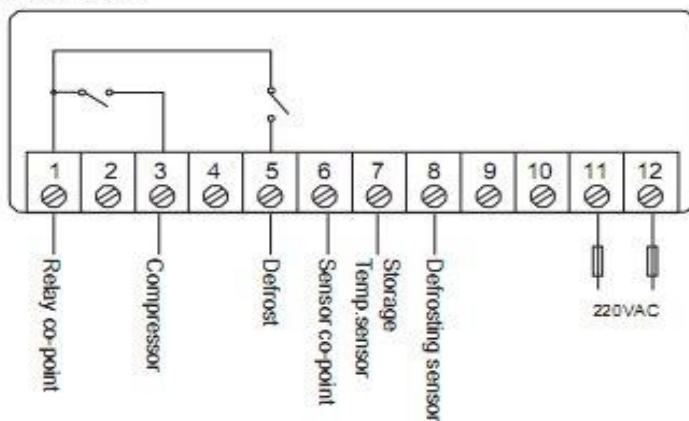 1 2 3 4 5 6 7 8 9 10 11 12
Relay co-point
Compressor
Defrost
Sensor co-point
Storage
Temp.sensor
Defrosting sensor
220VAC